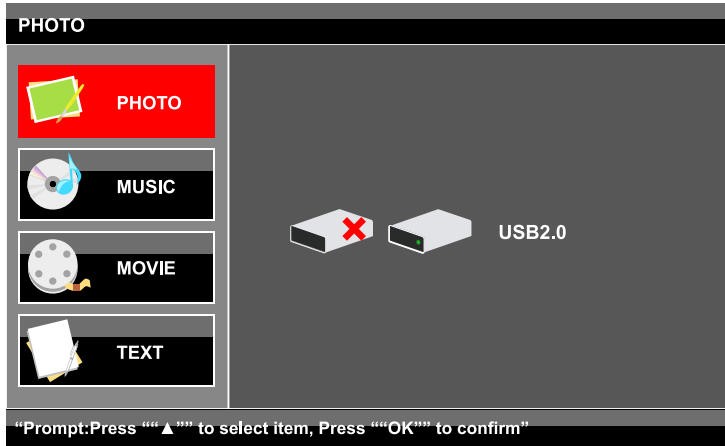 PHOTO
PHOTO
MUSIC
MOVIE
TEXT
USB2.0
“Prompt:Press ““▲”” to select item, Press ““OK”” to confirm”